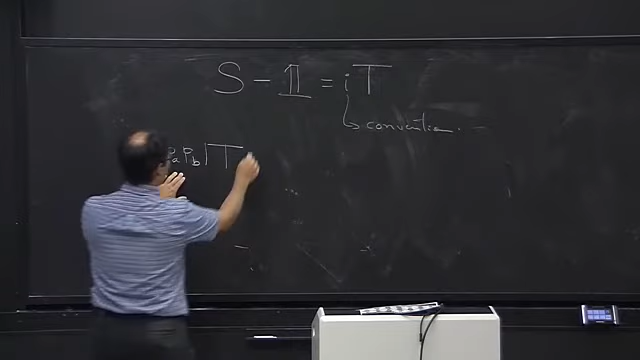 S - 𝟙 = iT
↳ convention.
P_a P_b | T